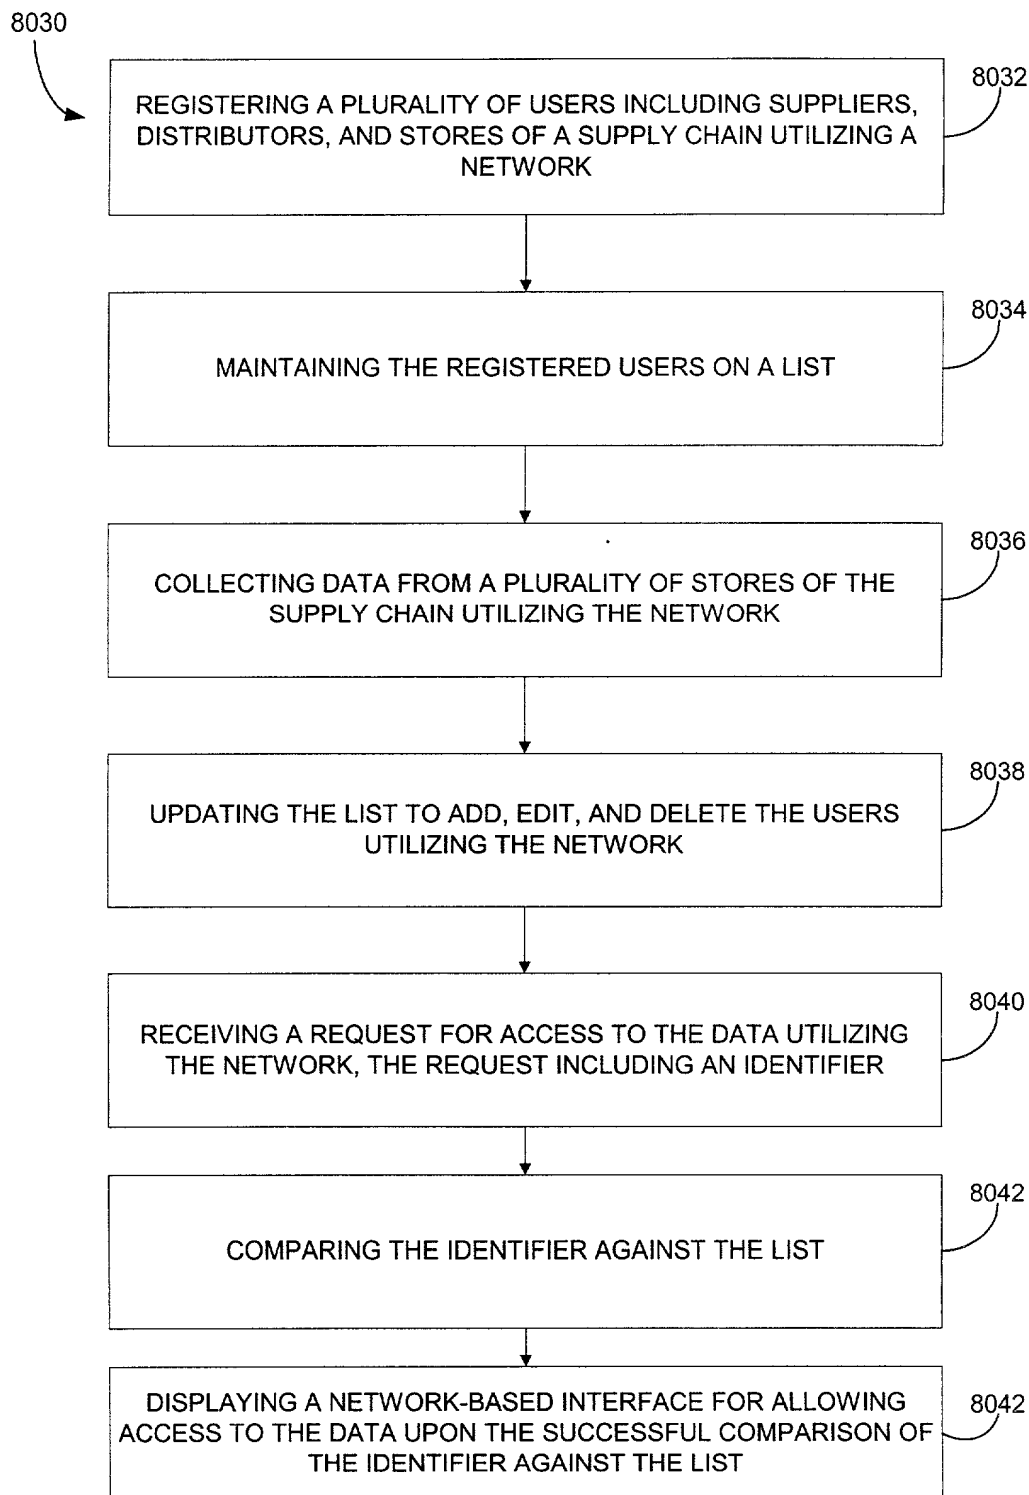 8030
8032
REGISTERING A PLURALITY OF USERS INCLUDING SUPPLIERS,
DISTRIBUTORS, AND STORES OF A SUPPLY CHAIN UTILIZING A
NETWORK
8034
MAINTAINING THE REGISTERED USERS ON A LIST
8036
COLLECTING DATA FROM A PLURALITY OF STORES OF THE
SUPPLY CHAIN UTILIZING THE NETWORK
8038
UPDATING THE LIST TO ADD, EDIT, AND DELETE THE USERS
UTILIZING THE NETWORK
8040
RECEIVING A REQUEST FOR ACCESS TO THE DATA UTILIZING
THE NETWORK, THE REQUEST INCLUDING AN IDENTIFIER
8042
COMPARING THE IDENTIFIER AGAINST THE LIST
8042
DISPLAYING A NETWORK-BASED INTERFACE FOR ALLOWING
ACCESS TO THE DATA UPON THE SUCCESSFUL COMPARISON OF
THE IDENTIFIER AGAINST THE LIST